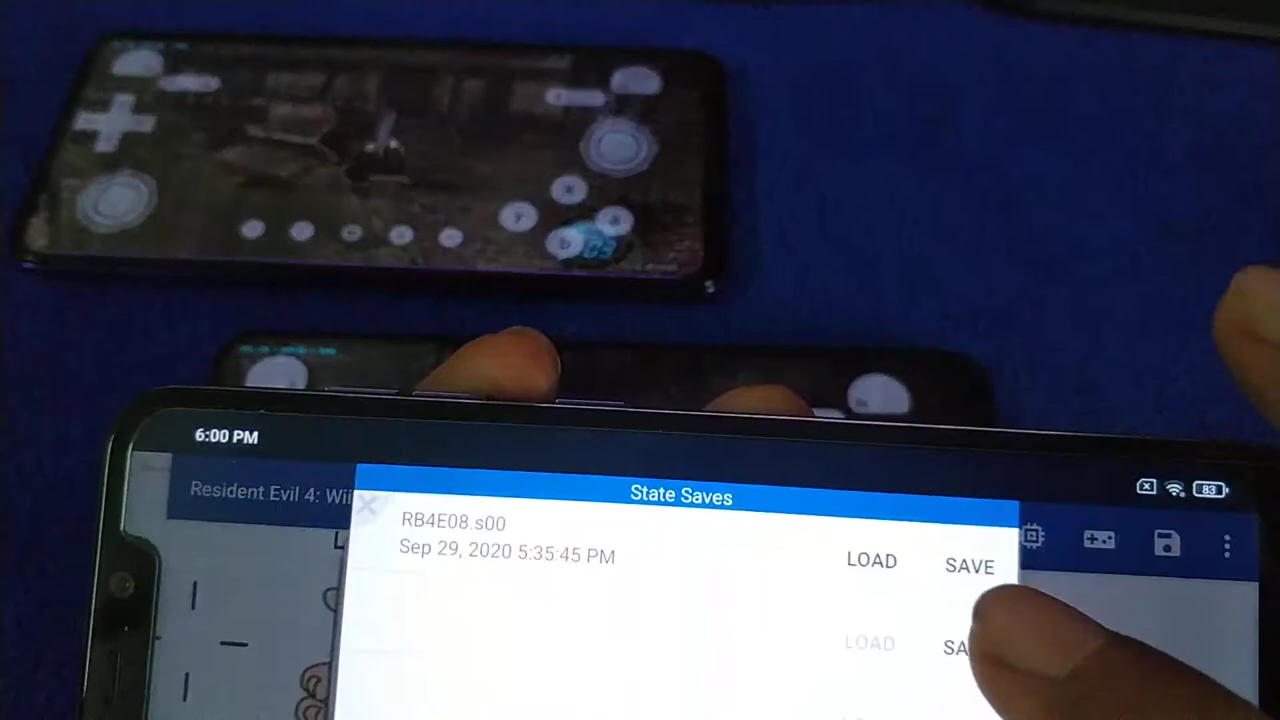 x
y
a
b
6:00 PM
83
Resident Evil 4: Wii
State Saves
RB4E08.s00
Sep 29, 2020 5:35:45 PM
LOAD
SAVE
LOAD
SA